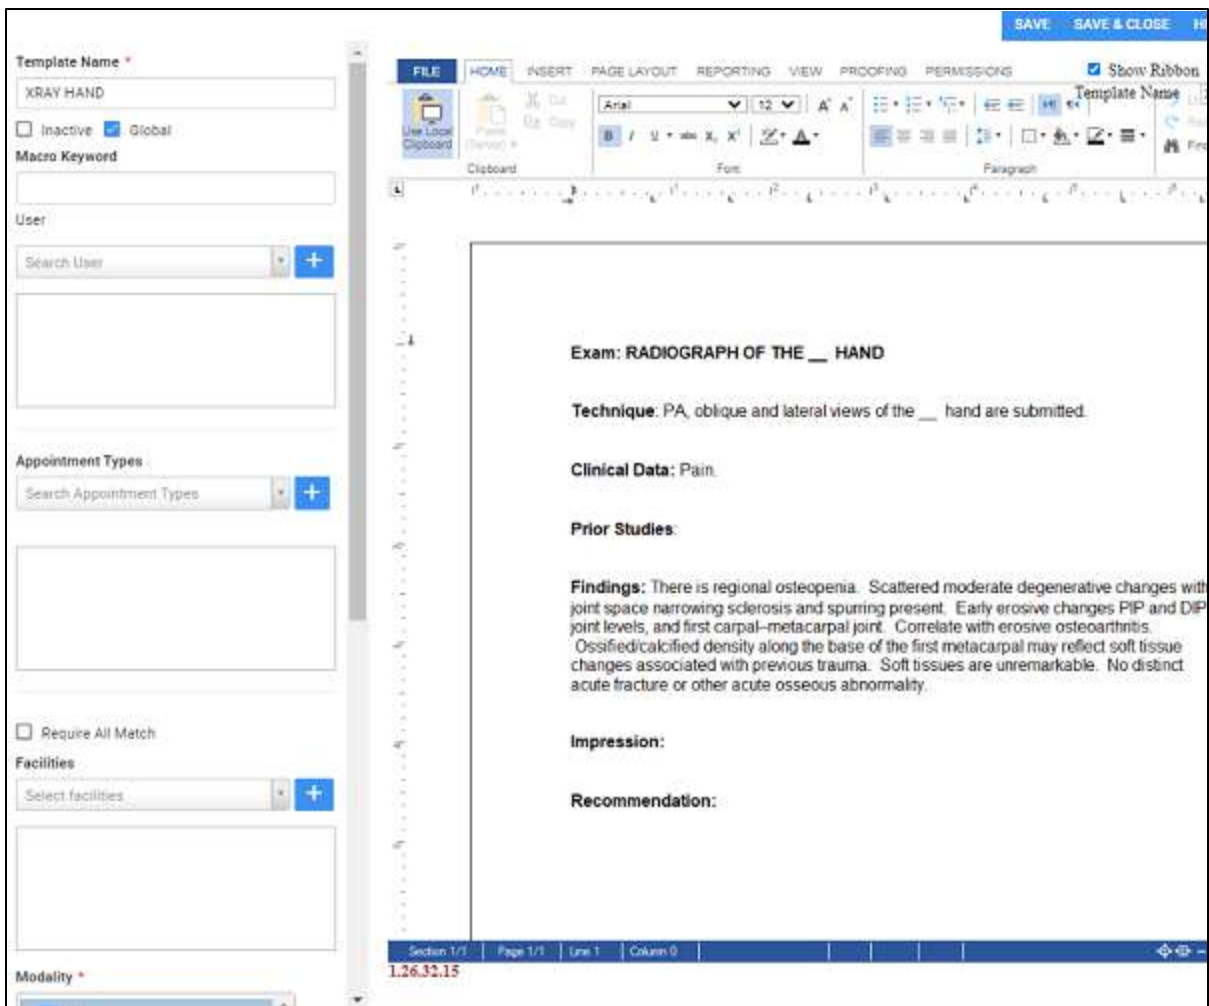 SAVE SAVE & CLOSE
Template Name *
XRAY HAND
Inactive Global
Macro Keyword
User
Search User
Appointment Types
Search Appointment Types
Require All Match
Facilities
Select facilities
Modality *
FILE HOME INSERT PAGE LAYOUT REPORTING VIEW PROOFING PERMISSIONS
Show Ribbon
Template Name
Use Local Clipboard
Paste
Cut
Copy
Arial 12
Clipboard Font Paragraph
Exam: RADIOGRAPH OF THE __ HAND
Technique: PA, oblique and lateral views of the __ hand are submitted.
Clinical Data: Pain.
Prior Studies:
Findings: There is regional osteopenia. Scattered moderate degenerative changes with
joint space narrowing sclerosis and spurring present. Early erosive changes PIP and DIP
joint levels, and first carpal–metacarpal joint. Correlate with erosive osteoarthritis.
Ossified/calcified density along the base of the first metacarpal may reflect soft tissue
changes associated with previous trauma. Soft tissues are unremarkable. No distinct
acute fracture or other acute osseous abnormality.
Impression:
Recommendation:
Section 1/1 Page 1/1 Line 1 Column 0
1.26.32.15